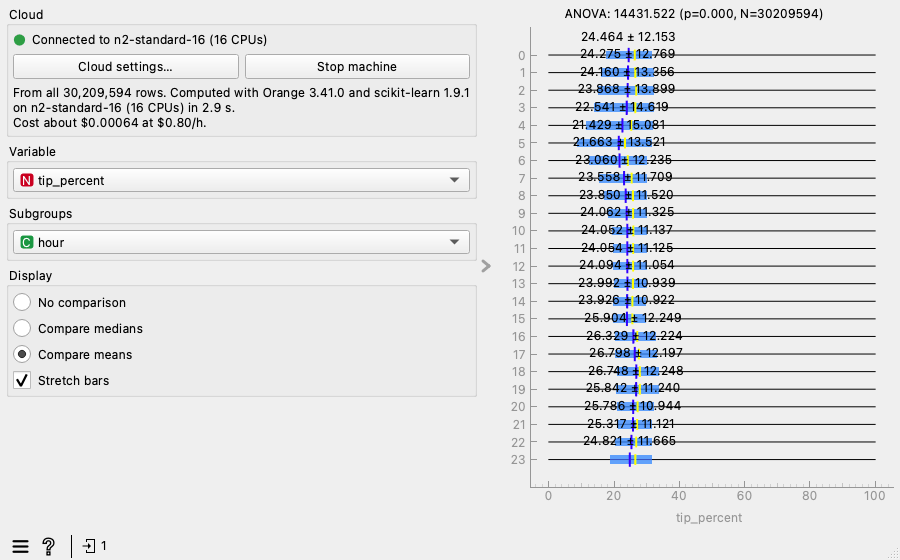 Cloud
Connected to n2-standard-16 (16 CPUs)
Cloud settings...
Stop machine
From all 30,209,594 rows. Computed with Orange 3.41.0 and scikit-learn 1.9.1
on n2-standard-16 (16 CPUs) in 2.9 s.
Cost about $0.00064 at $0.80/h.
Variable
N tip_percent
Subgroups
C hour
Display
No comparison
Compare medians
Compare means
Stretch bars
1
ANOVA: 14431.522 (p=0.000, N=30209594)
24.464 ± 12.153
0 24.275 ± 12.769
1 24.160 ± 13.356
2 23.868 ± 13.899
3 22.541 ± 14.619
4 21.429 ± 15.081
5 21.663 ± 13.521
6 23.060 ± 12.235
7 23.558 ± 11.709
8 23.850 ± 11.520
9 24.062 ± 11.325
10 24.052 ± 11.137
11 24.054 ± 11.125
12 24.094 ± 11.054
13 23.992 ± 10.939
14 23.926 ± 10.922
15 25.904 ± 12.249
16 26.329 ± 12.224
17 26.798 ± 12.197
18 26.748 ± 12.248
19 25.842 ± 11.240
20 25.786 ± 10.944
21 25.317 ± 11.121
22 24.821 ± 11.665
23
0 20 40 60 80 100
tip_percent